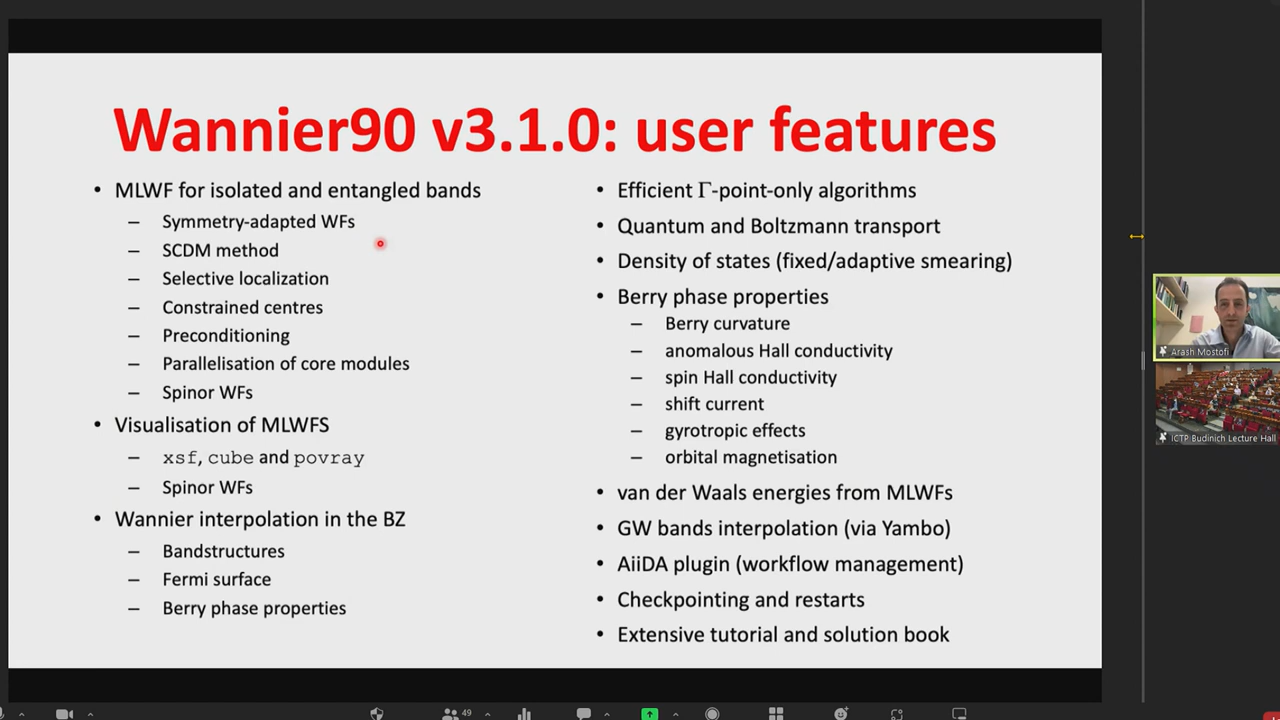 Wannier90 v3.1.0: user features
• MLWF for isolated and entangled bands
– Symmetry-adapted WFs
– SCDM method
– Selective localization
– Constrained centres
– Preconditioning
– Parallelisation of core modules
– Spinor WFs
• Visualisation of MLWFS
– xsf, cube and povray
– Spinor WFs
• Wannier interpolation in the BZ
– Bandstructures
– Fermi surface
– Berry phase properties
• Efficient Γ-point-only algorithms
• Quantum and Boltzmann transport
• Density of states (fixed/adaptive smearing)
• Berry phase properties
– Berry curvature
– anomalous Hall conductivity
– spin Hall conductivity
– shift current
– gyrotropic effects
– orbital magnetisation
• van der Waals energies from MLWFs
• GW bands interpolation (via Yambo)
• AiiDA plugin (workflow management)
• Checkpointing and restarts
• Extensive tutorial and solution book
Arash Mostofi
ICTP Budinich Lecture Hall
49